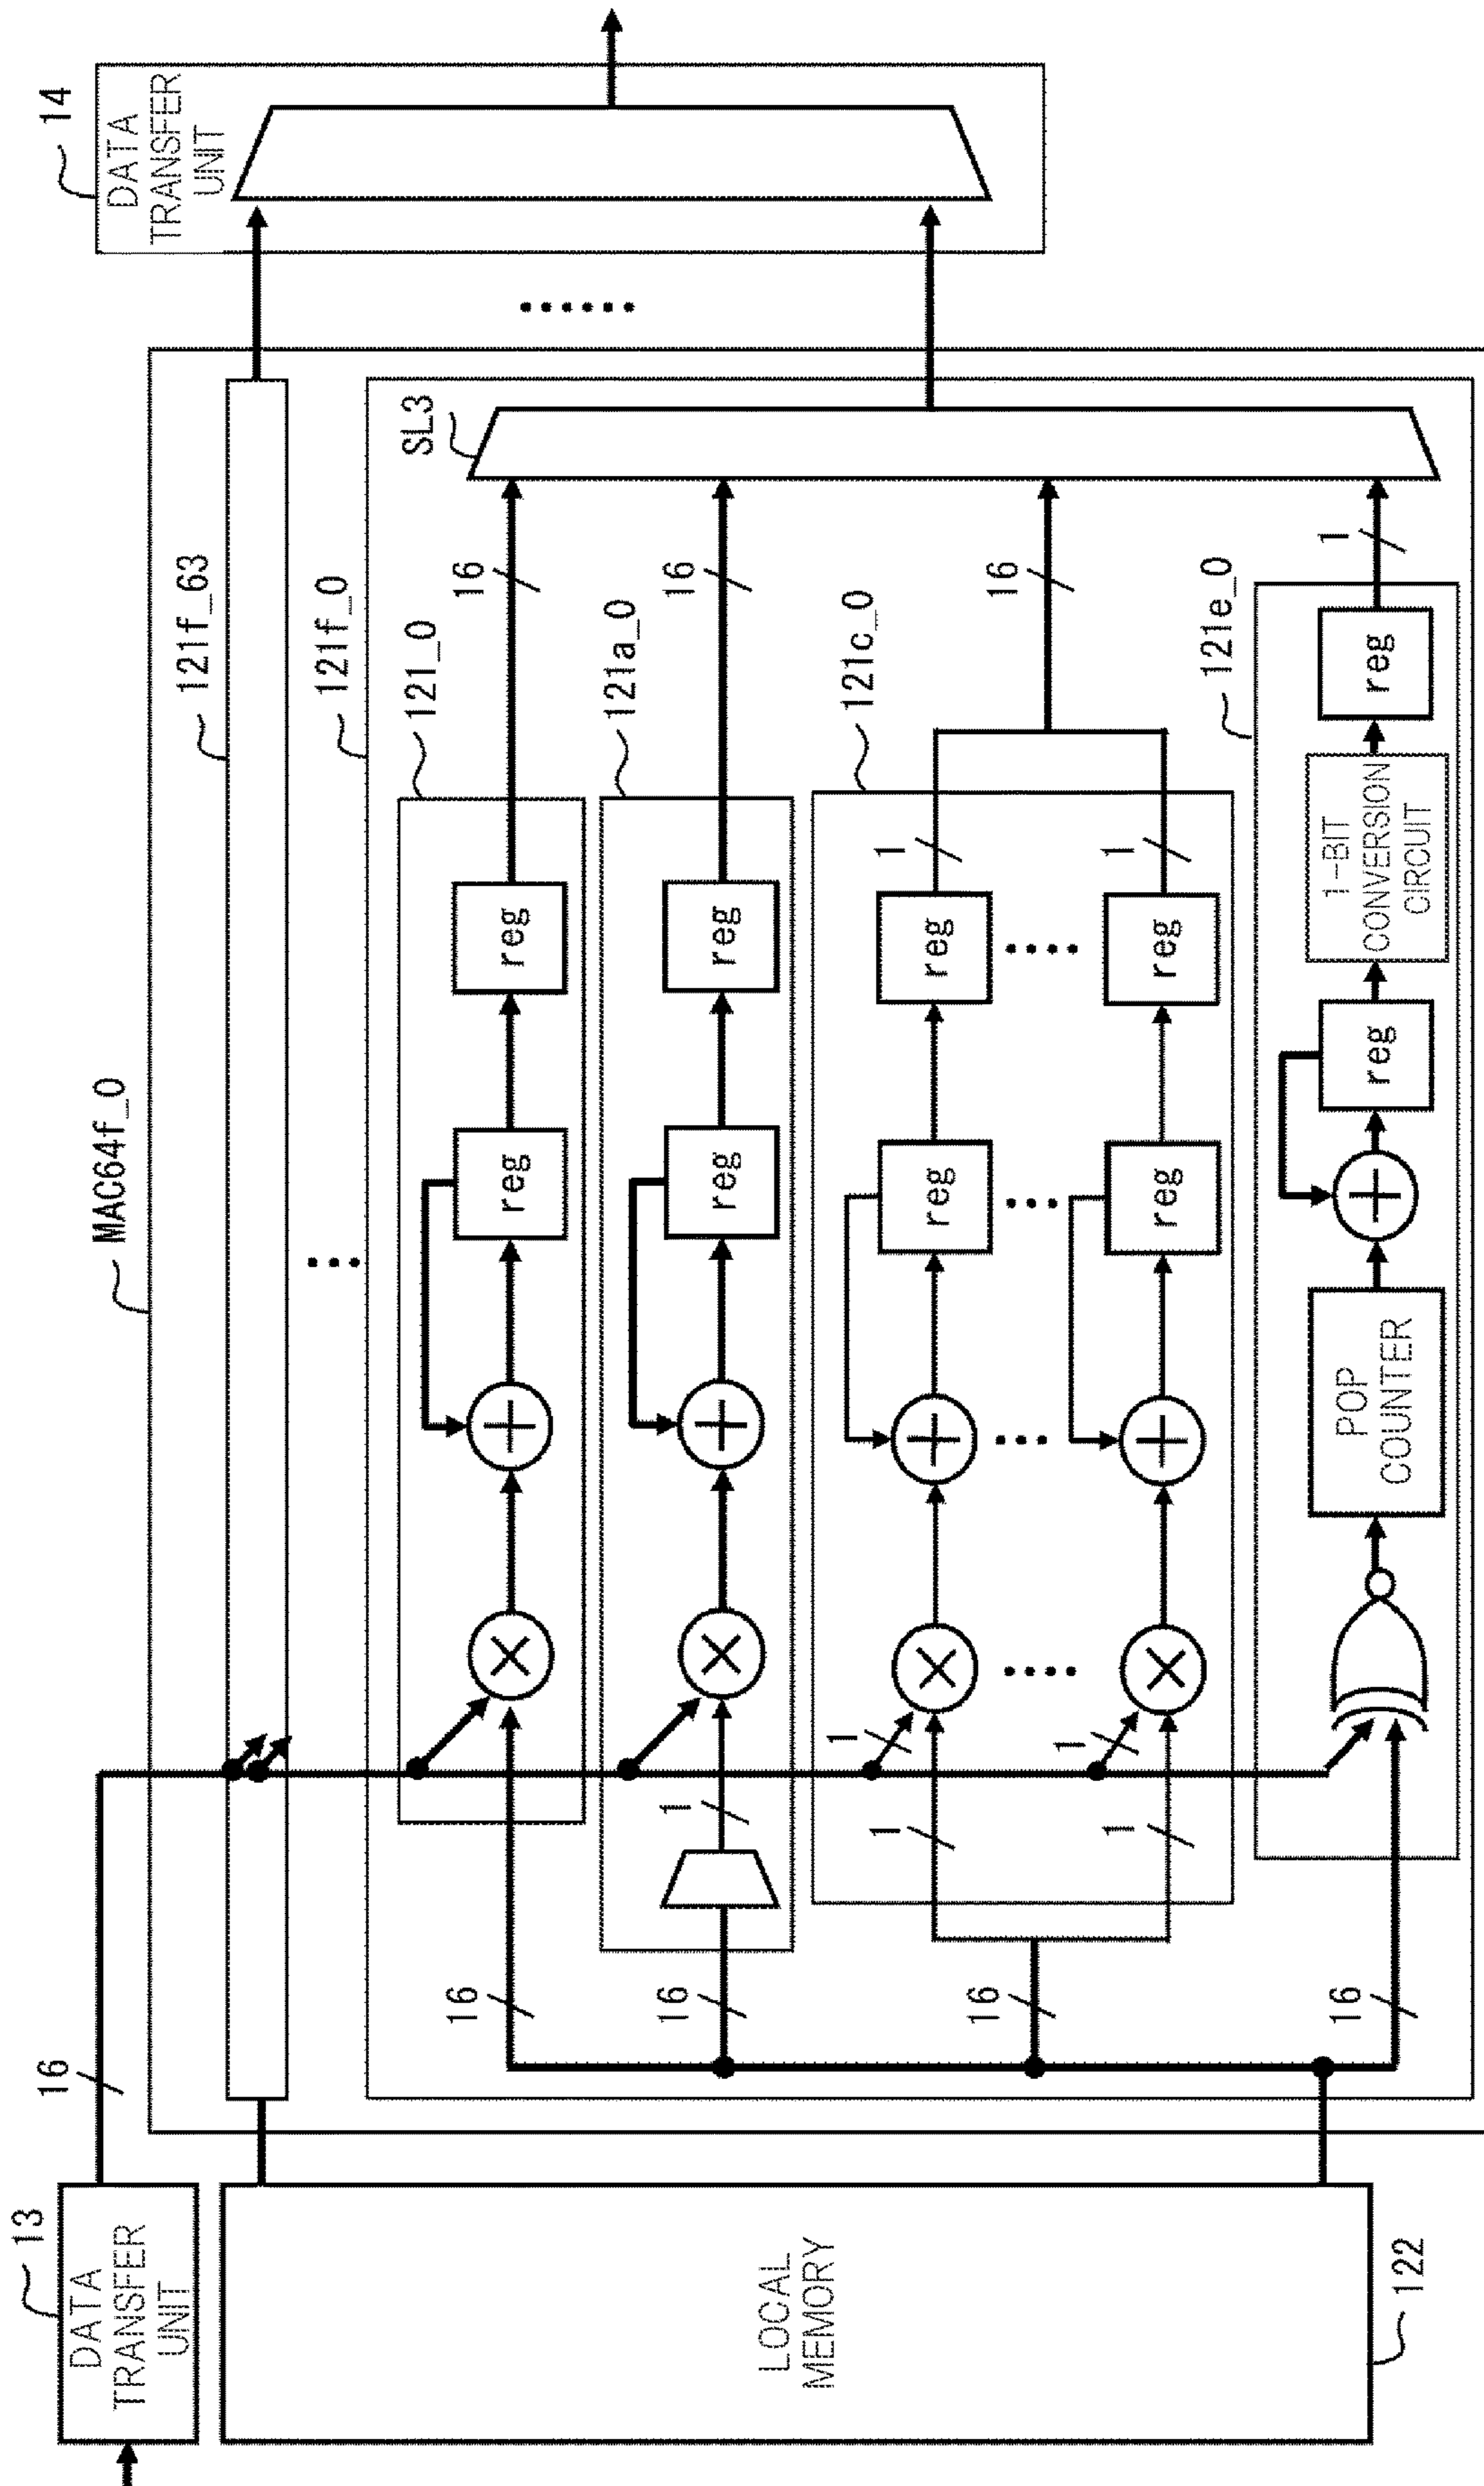 13
DATA
TRANSFER
UNIT
16
MAC64f_0
121f_63
14
DATA
TRANSFER
UNIT
......
...
121f_0
SL3
121_0
16
reg
reg
16
121a_0
16
1
reg
reg
16
121c_0
16
1
1
reg
reg
1
....
...
....
....
1
1
reg
reg
1
16
121e_0
16
POP
COUNTER
reg
1-BIT
CONVERSION
CIRCUIT
reg
1
LOCAL
MEMORY
122